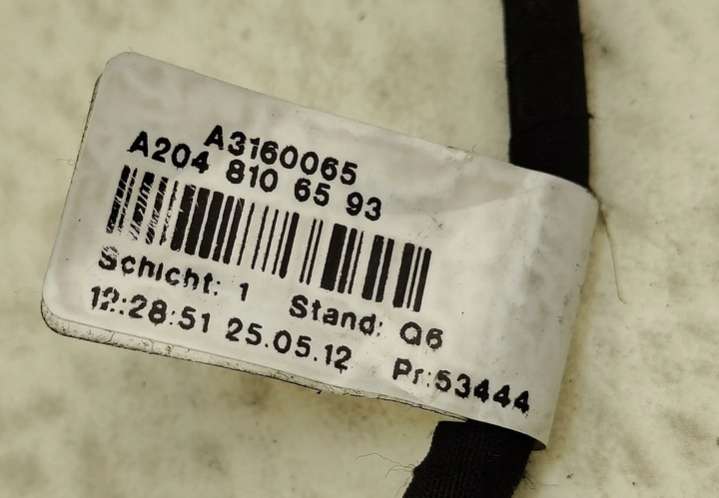 A3160065
A204 810 65 93
Schicht: 1 Stand: Q6
12:28:51 25.05.12 Pr:53444